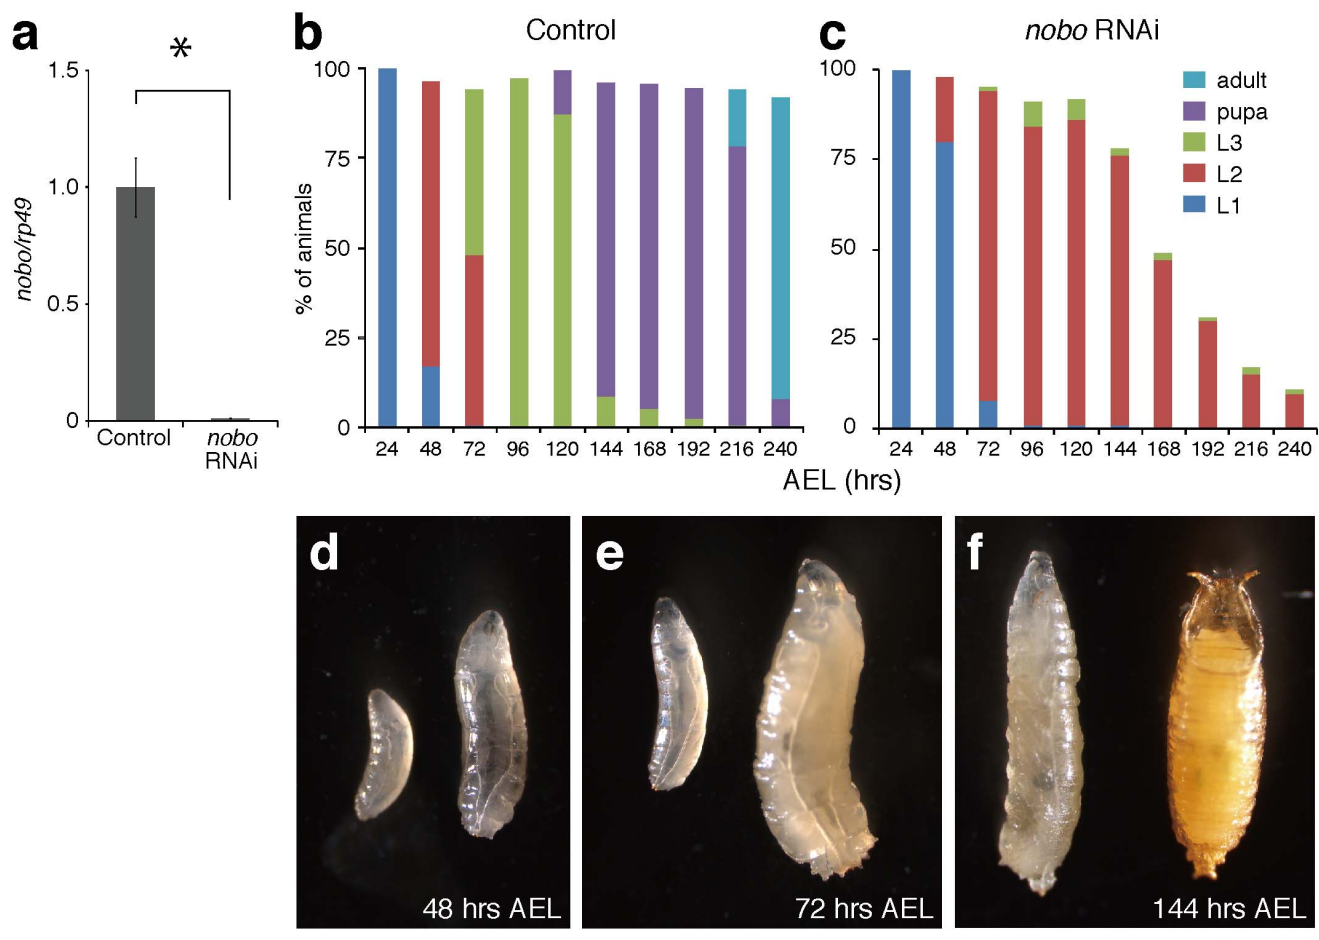 a
*
nobo/rp49
1.5
1.0
0.5
0
Control
nobo
RNAi
b
Control
% of animals
100
75
50
25
0
24 48 72 96 120 144 168 192 216 240
c
nobo RNAi
100
75
50
25
0
24 48 72 96 120 144 168 192 216 240
adult
pupa
L3
L2
L1
AEL (hrs)
d
48 hrs AEL
e
72 hrs AEL
f
144 hrs AEL